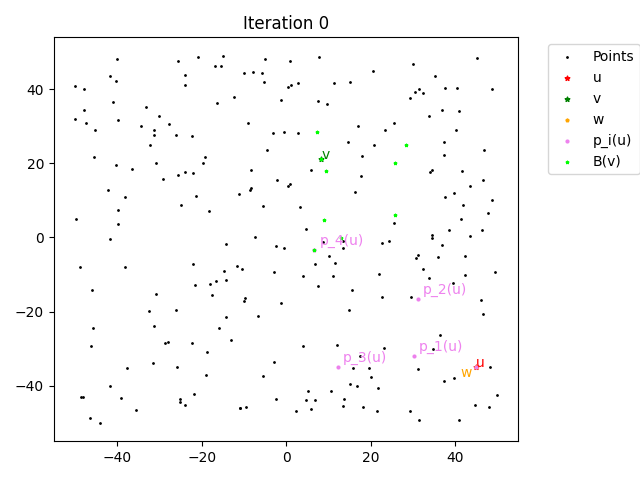 Iteration 0
Points
u
v
w
p_i(u)
B(v)
40
20
0
−20
−40
v
p_4(u)
p_2(u)
p_1(u)
p_3(u)
u
w
−40
−20
0
20
40